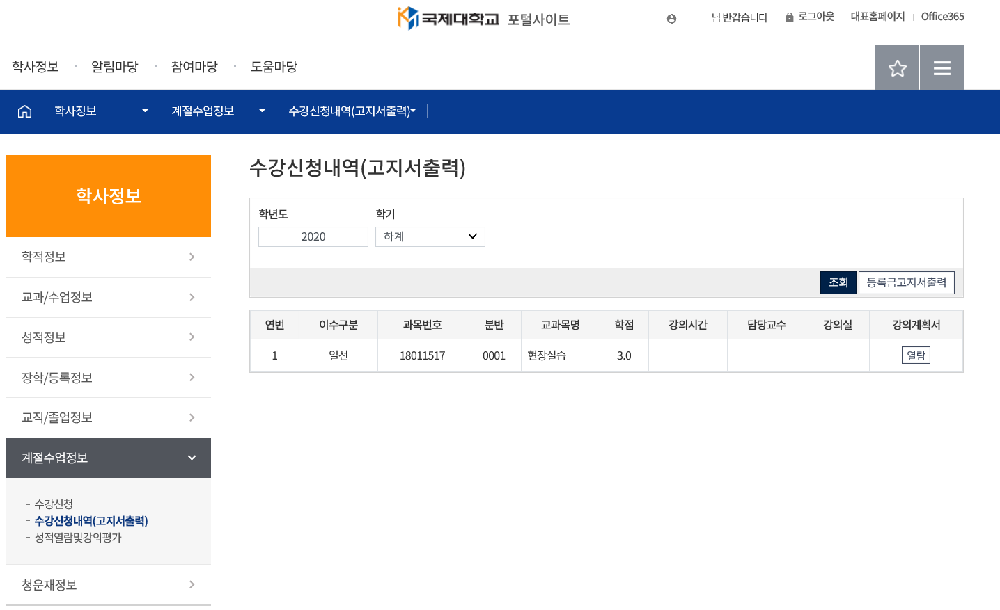 국제대학교 포털사이트
님 반갑습니다 로그아웃 대표홈페이지 Office365
학사정보 알림마당 참여마당 도움마당
학사정보 계절수업정보 수강신청내역(고지서출력)
학사정보
학적정보
교과/수업정보
성적정보
장학/등록정보
교직/졸업정보
계절수업정보
- 수강신청
- 수강신청내역(고지서출력)
- 성적열람및강의평가
청운재정보
수강신청내역(고지서출력)
학년도 학기
2020 하계
조회 등록금고지서출력
연번 이수구분 과목번호 분반 교과목명 학점 강의시간 담당교수 강의실 강의계획서
1 일선 18011517 0001 현장실습 3.0 열람